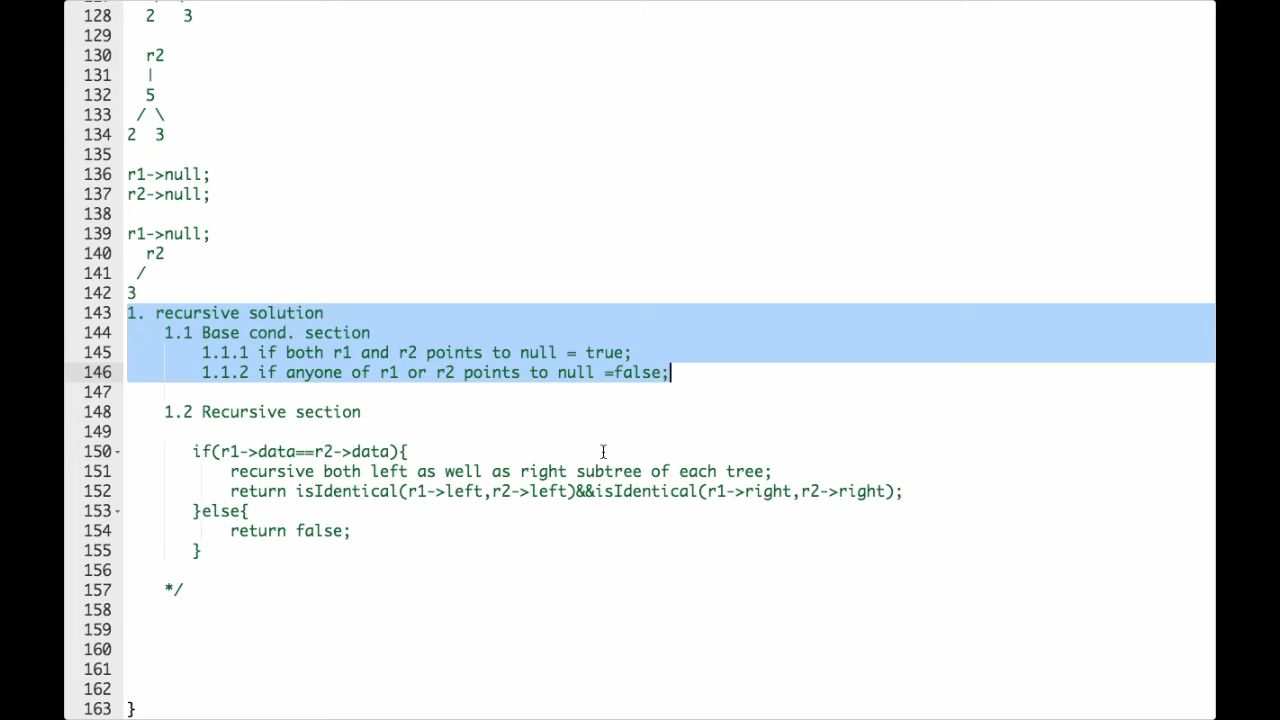 128 2 3
129
130 r2
131 |
132 5
133 / \
134 2 3
135
136 r1->null;
137 r2->null;
138
139 r1->null;
140 r2
141 /
142 3
143 1. recursive solution
144 1.1 Base cond. section
145 1.1.1 if both r1 and r2 points to null = true;
146 1.1.2 if anyone of r1 or r2 points to null =false;
147
148 1.2 Recursive section
149
150 if(r1->data==r2->data){
151 recursive both left as well as right subtree of each tree;
152 return isIdentical(r1->left,r2->left)&&isIdentical(r1->right,r2->right);
153 }else{
154 return false;
155 }
156
157 */
158
159
160
161
162
163 }